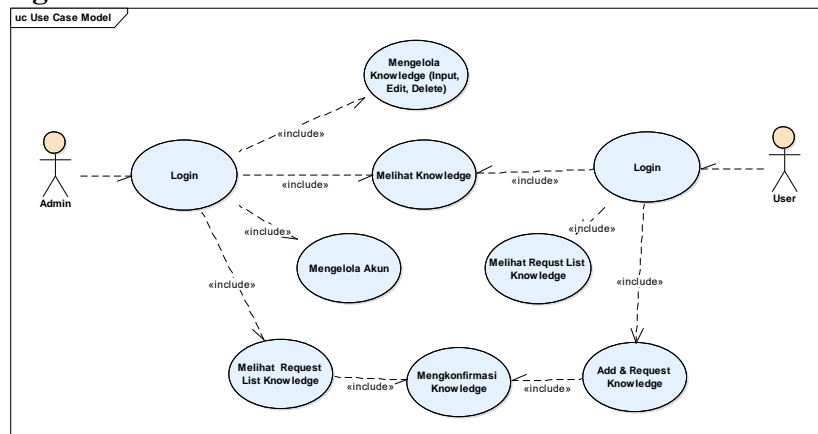 uc Use Case Model
Mengelola
Knowledge (Input,
Edit, Delete)
«include»
Admin
Login
«include»
Melihat Knowledge
«include»
Login
User
«include»
Mengelola Akun
«include»
Melihat Requst List
Knowledge
«include»
«include»
Melihat Request
List Knowledge
«include»
Mengkonfirmasi
Knowledge
«include»
Add & Request
Knowledge